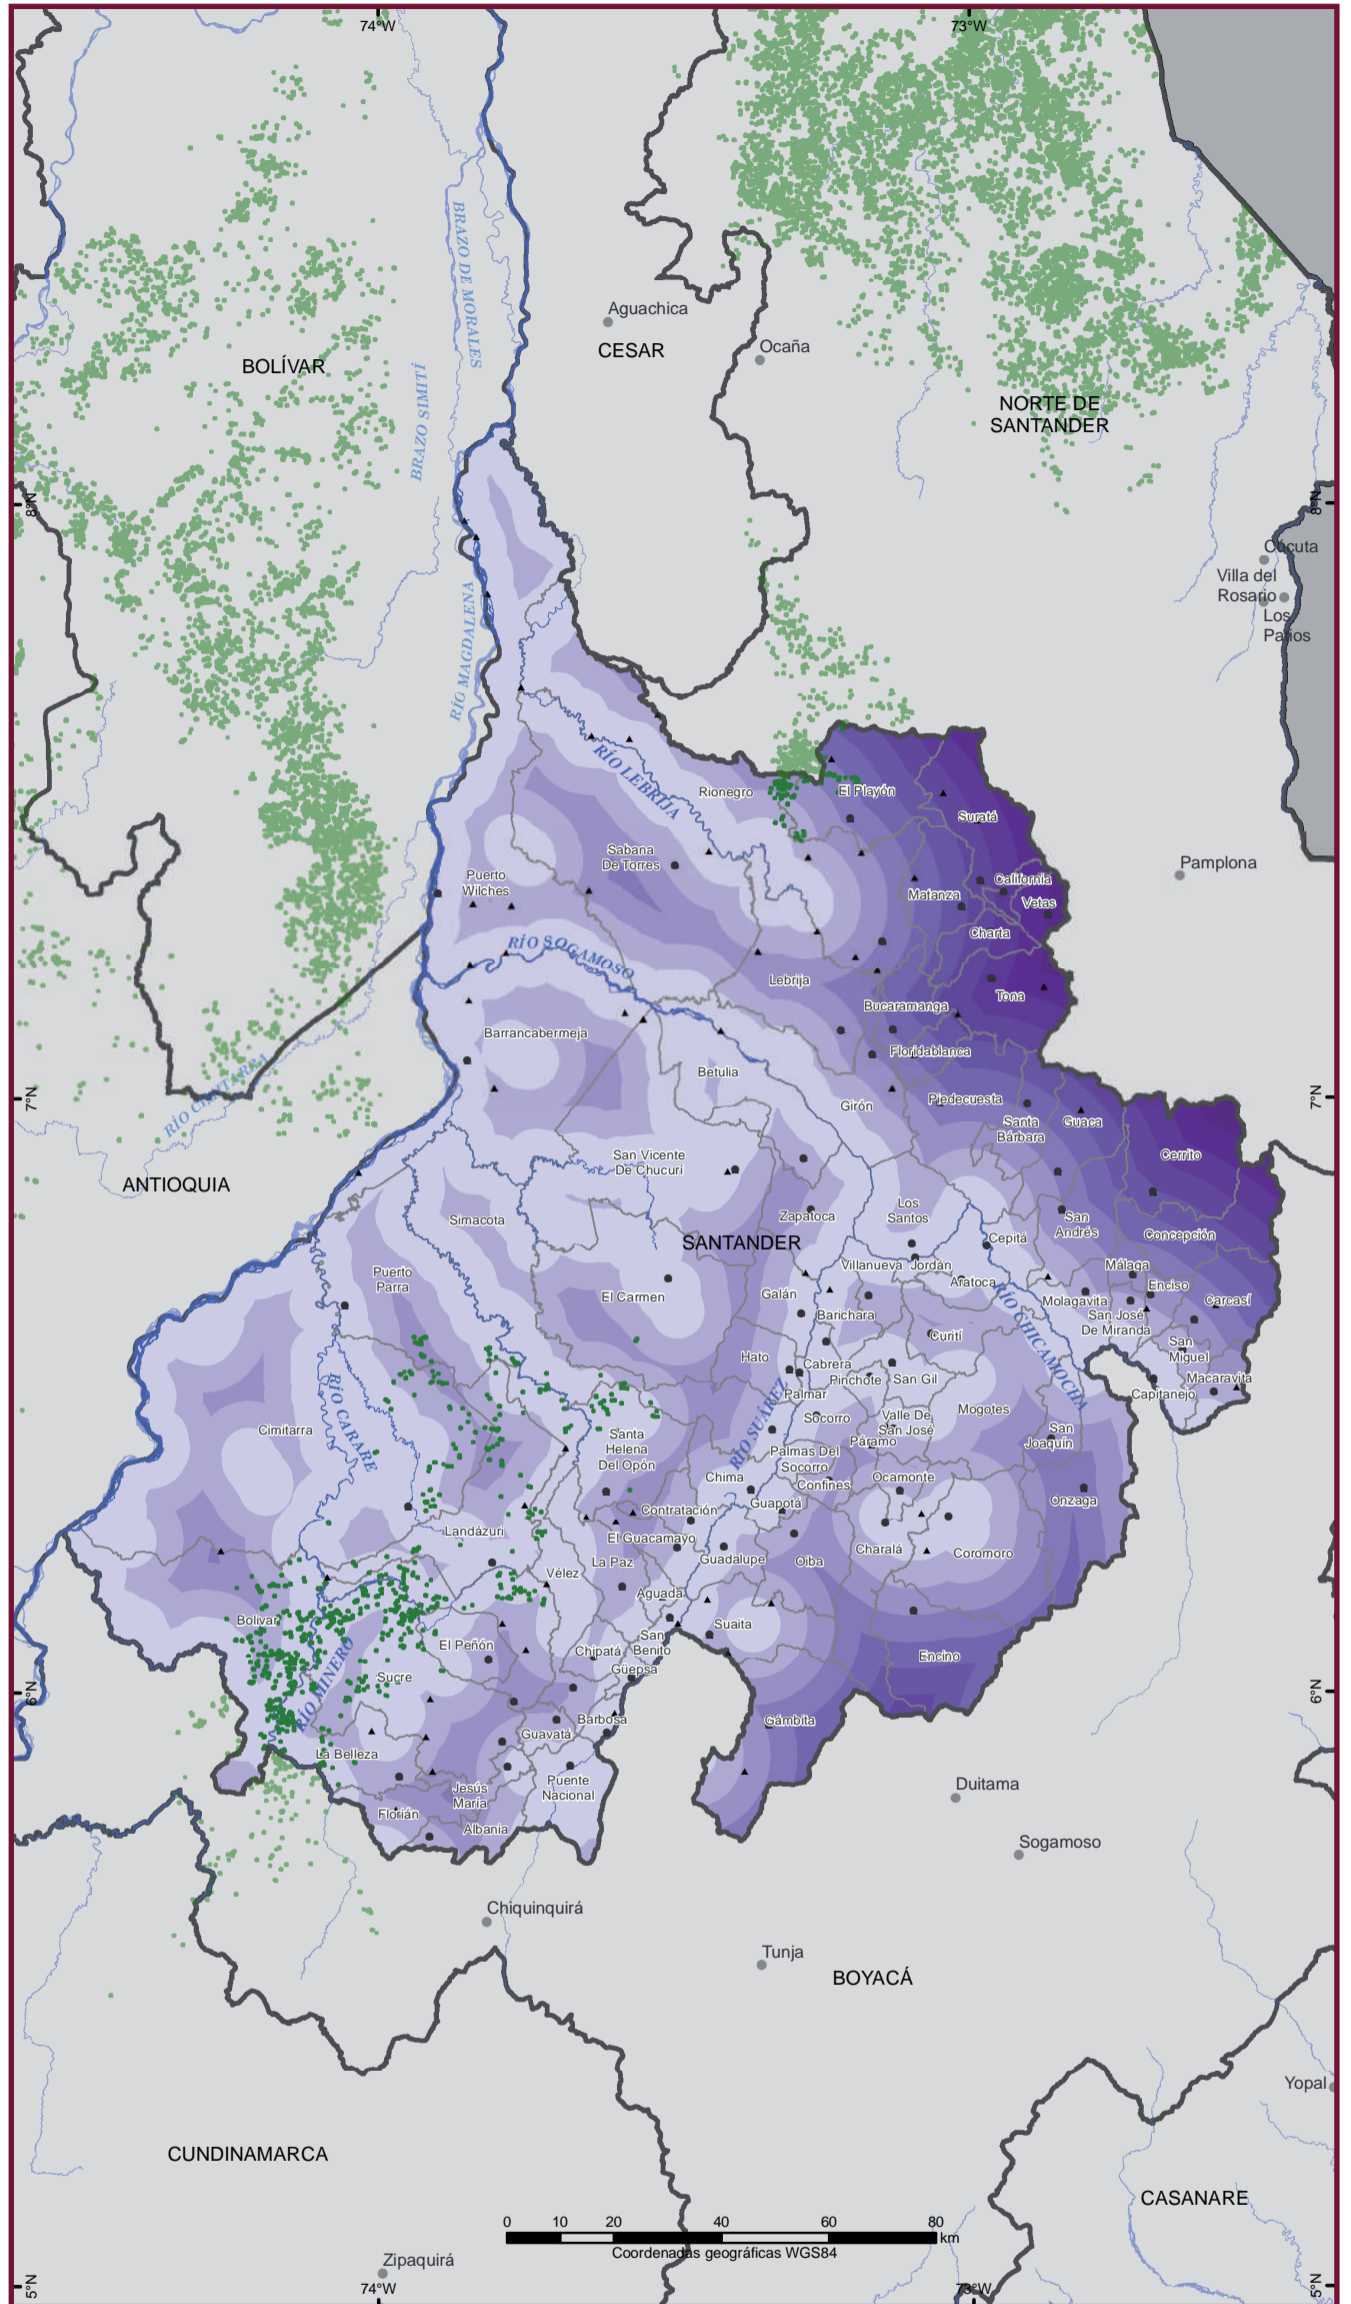 74°W
73°W
BRAZO DE MORALES
Aguachica
BOLÍVAR
CESAR
Ocaña
BRAZO SIMITÍ
NORTE DE
SANTANDER
8°N
8°N
Cúcuta
Villa del
Rosario
Los
Patios
RÍO MAGDALENA
RÍO LEBRIJA
Rionegro
El Playón
Suratá
Sabana
De Torres
Pamplona
Puerto
Wilches
California
Matanza
Vetas
Charta
RÍO SOGAMOSO
Lebrija
Tona
Bucaramanga
Barrancabermeja
Floridablanca
RÍO CIMITARRA
Betulia
7°N
7°N
Girón
Piedecuesta
Santa
Bárbara
Guaca
San Vicente
De Chucurí
Cerrito
ANTIOQUIA
Simacota
Zapatoca
Los
Santos
San
Andrés
SANTANDER
Cepitá
Concepción
Puerto
Parra
Villanueva
Jordán
Málaga
Aratoca
Enciso
El Carmen
Galán
Molagavita
Carcasí
Barichara
San José
De Miranda
RÍO CHICAMOCHA
Curití
San
Miguel
Hato
Cabrera
Pinchote
San Gil
Macaravita
Palmar
Capitanejo
RÍO CARARE
Socorro
Valle De
San José
Mogotes
Cimitarra
RÍO SUÁREZ
Páramo
San
Joaquín
Santa
Helena
Del Opón
Palmas Del
Socorro
Chima
Confines
Ocamonte
Guapotá
Onzaga
Contratación
Landázuri
El Guacamayo
La Paz
Guadalupe
Oiba
Charalá
Coromoro
Vélez
Aguada
Bolívar
Suaita
El Peñón
San
Benito
Chipatá
Encino
Güepsa
Sucre
6°N
6°N
RÍO MINERO
Barbosa
Gámbita
Guavatá
La Belleza
Puente
Nacional
Jesús
María
Duitama
Florián
Albania
Sogamoso
Chiquinquirá
Tunja
BOYACÁ
Yopal
CUNDINAMARCA
CASANARE
0 10 20 40 60 80
km
Coordenadas geográficas WGS84
Zipaquirá
5°N
5°N
74°W
73°W